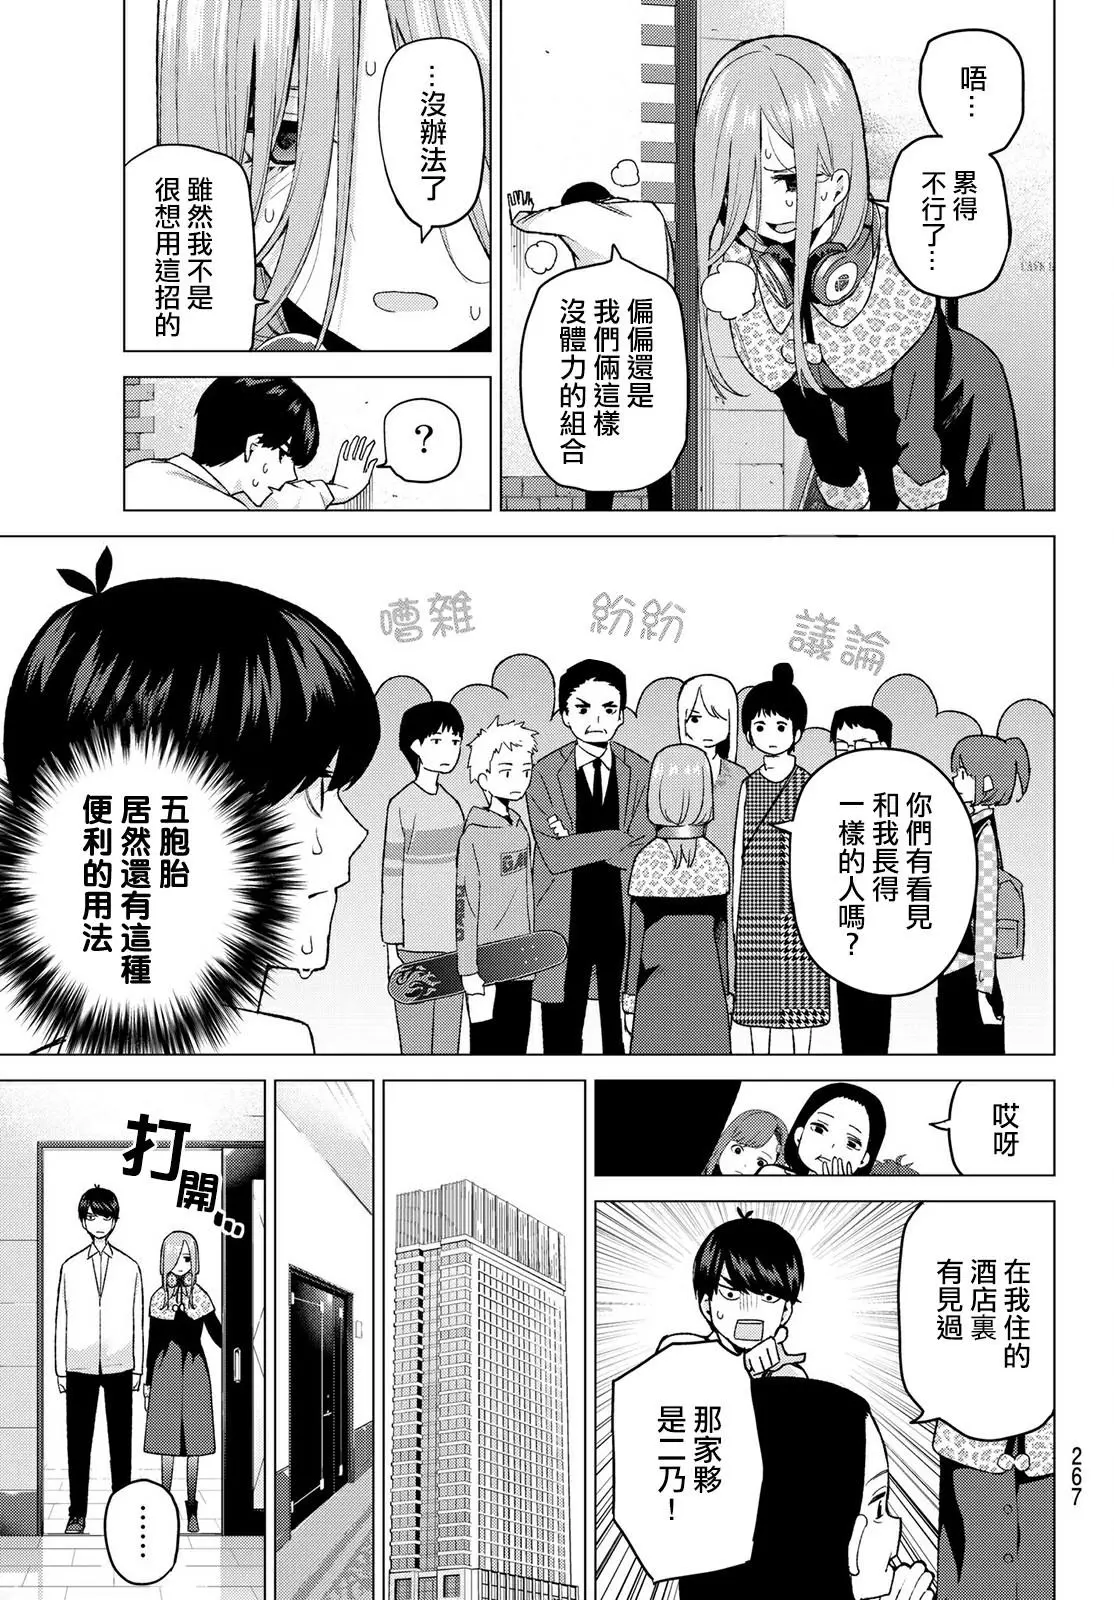 唔…
累得
不行了…
偏偏還是
我們倆這樣
沒體力的組合
…沒辦法了
雖然我不是
很想用這招的
？
議論
紛紛
嘈雜
你們有看見
和我長得
一樣的人嗎？
五胞胎
居然還有這種
便利的用法
哎呀
在我住的
酒店裏
有見過
那家夥
是二乃！
打開…
……
267